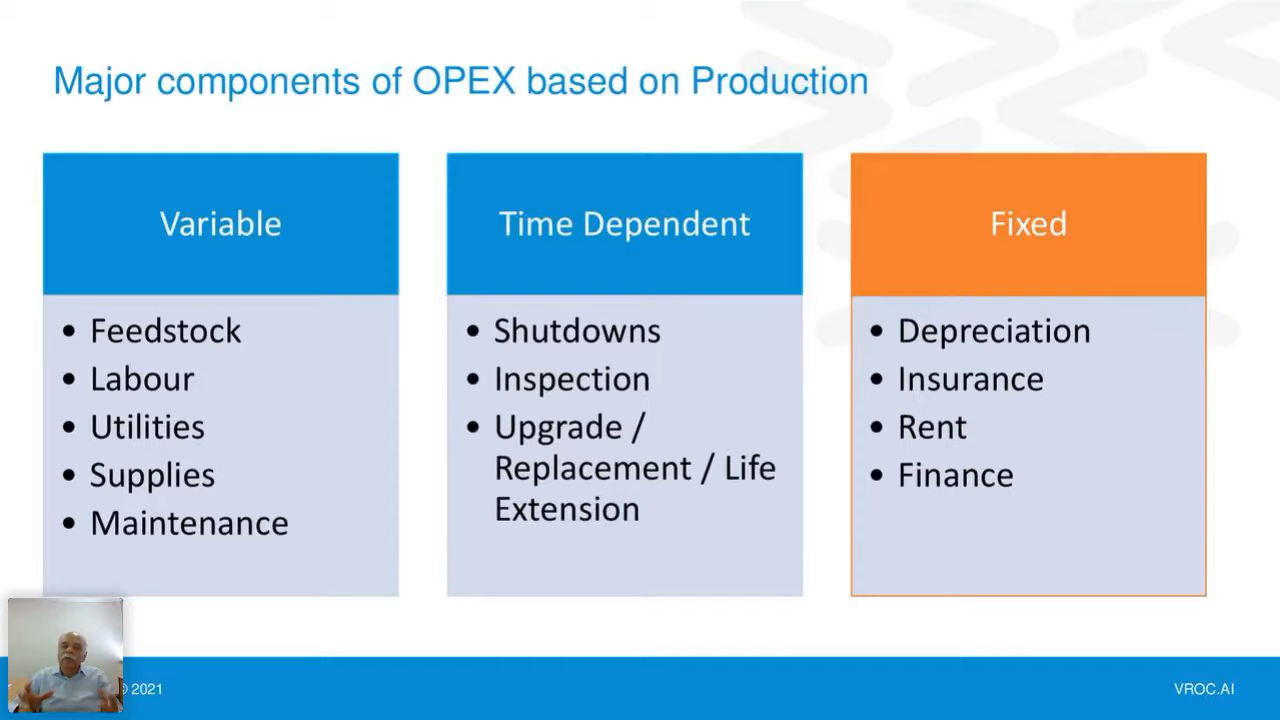 Major components of OPEX based on Production
Variable
• Feedstock
• Labour
• Utilities
• Supplies
• Maintenance
Time Dependent
• Shutdowns
• Inspection
• Upgrade /
Replacement / Life
Extension
Fixed
• Depreciation
• Insurance
• Rent
• Finance
© 2021
VROC.AI